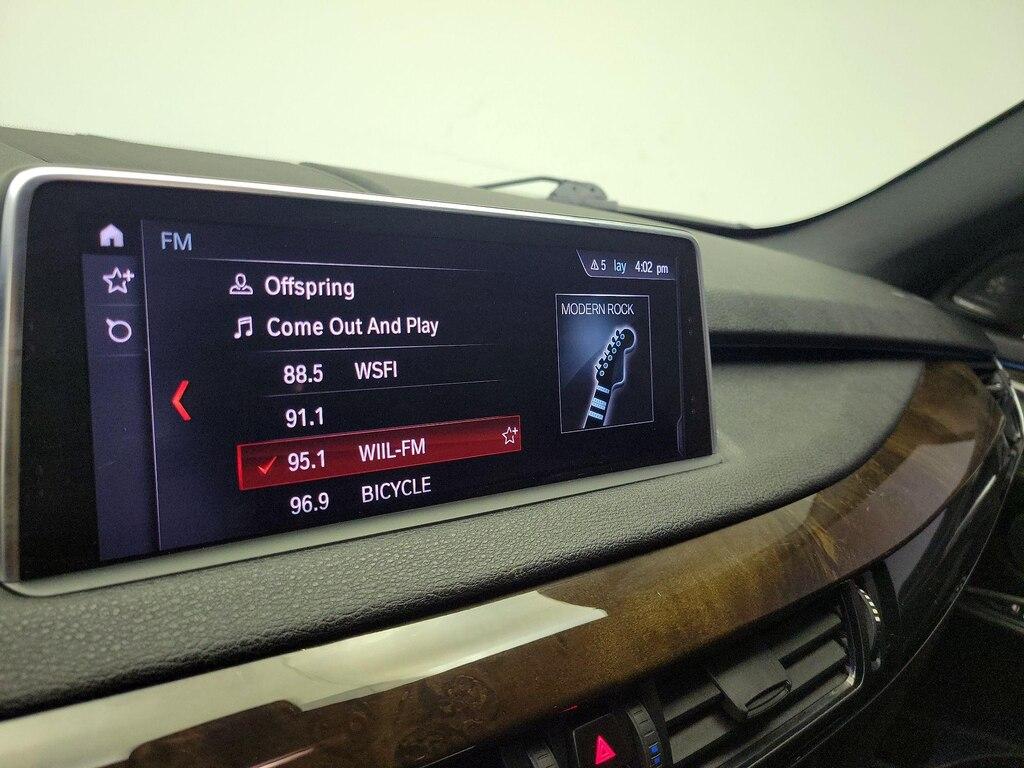 FM
5 lay 4:02 pm
Offspring
Come Out And Play
MODERN ROCK
88.5 WSFI
91.1
95.1 WIIL-FM
96.9 BICYCLE